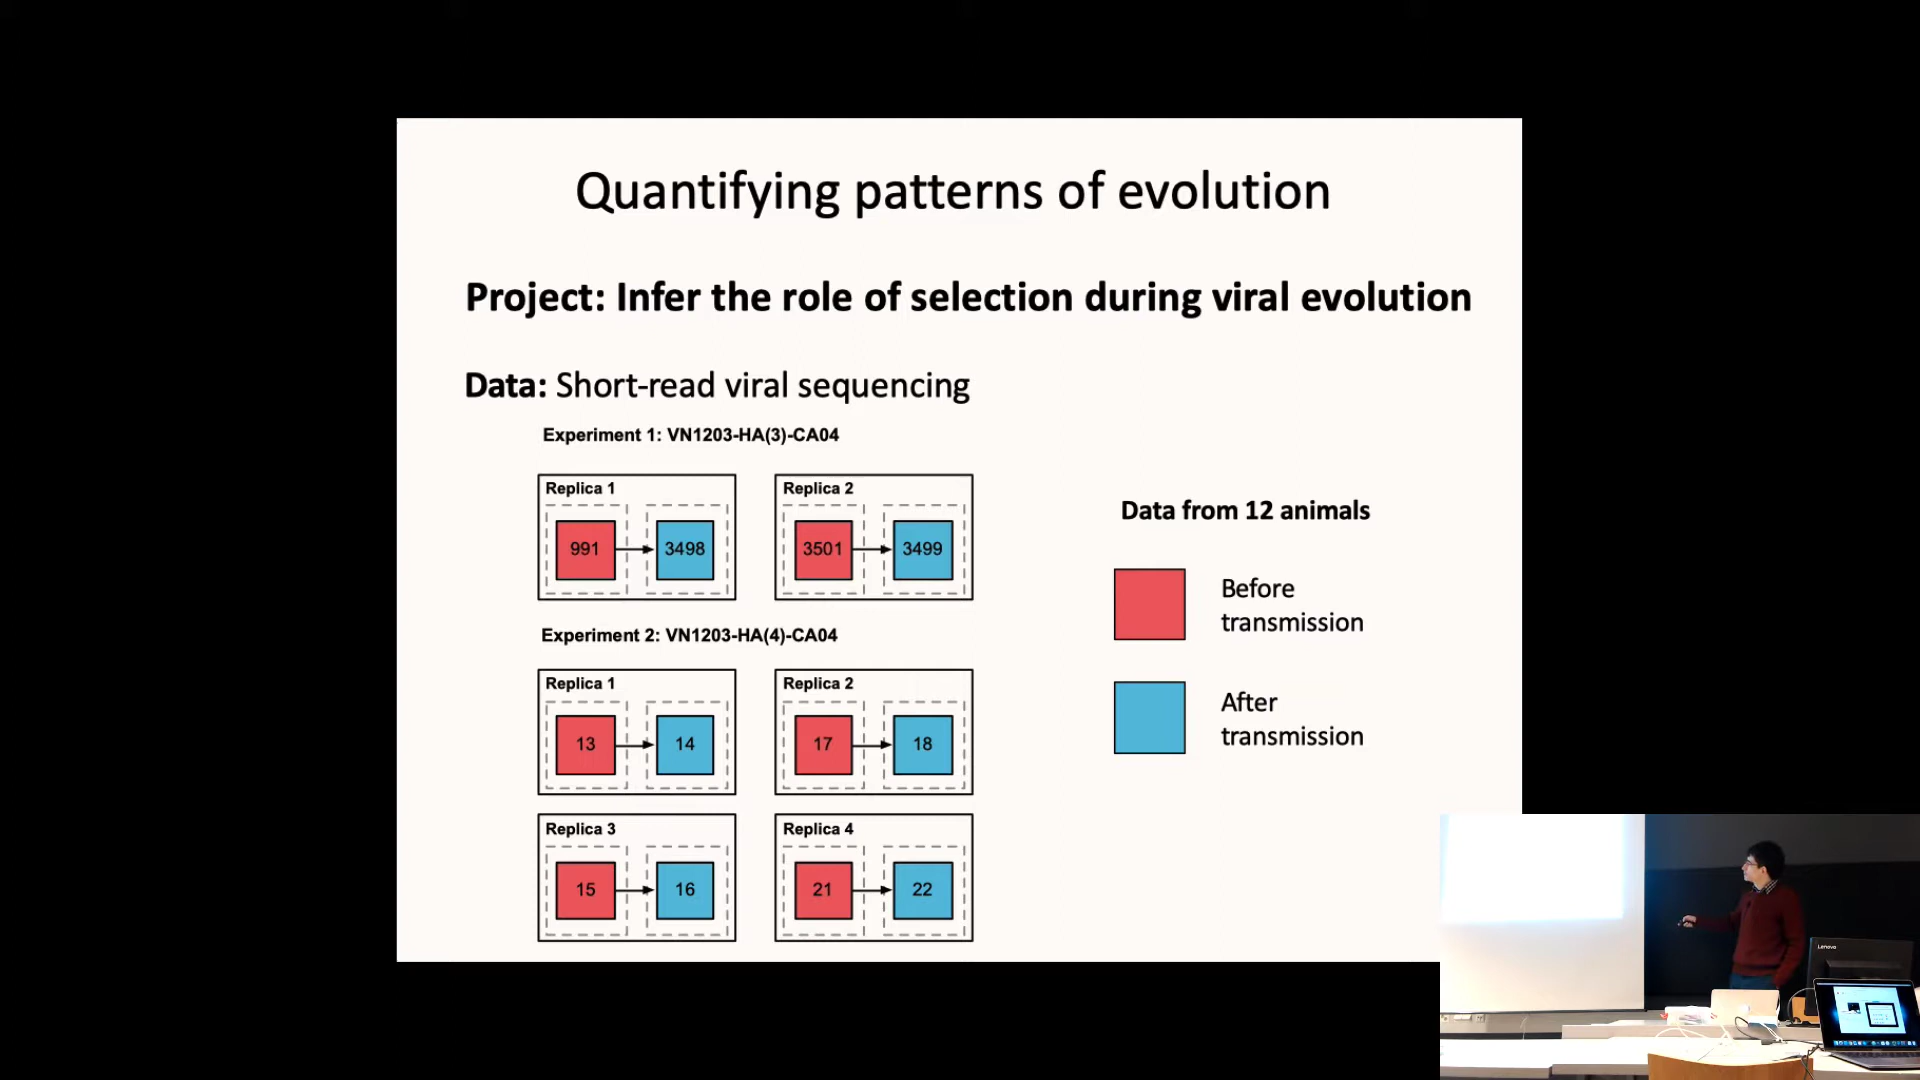 Quantifying patterns of evolution
Project: Infer the role of selection during viral evolution
Data: Short-read viral sequencing
Experiment 1: VN1203-HA(3)-CA04
Replica 1
991
3498
Replica 2
3501
3499
Experiment 2: VN1203-HA(4)-CA04
Replica 1
13
14
Replica 2
17
18
Replica 3
15
16
Replica 4
21
22
Data from 12 animals
Before
transmission
After
transmission
Lenovo